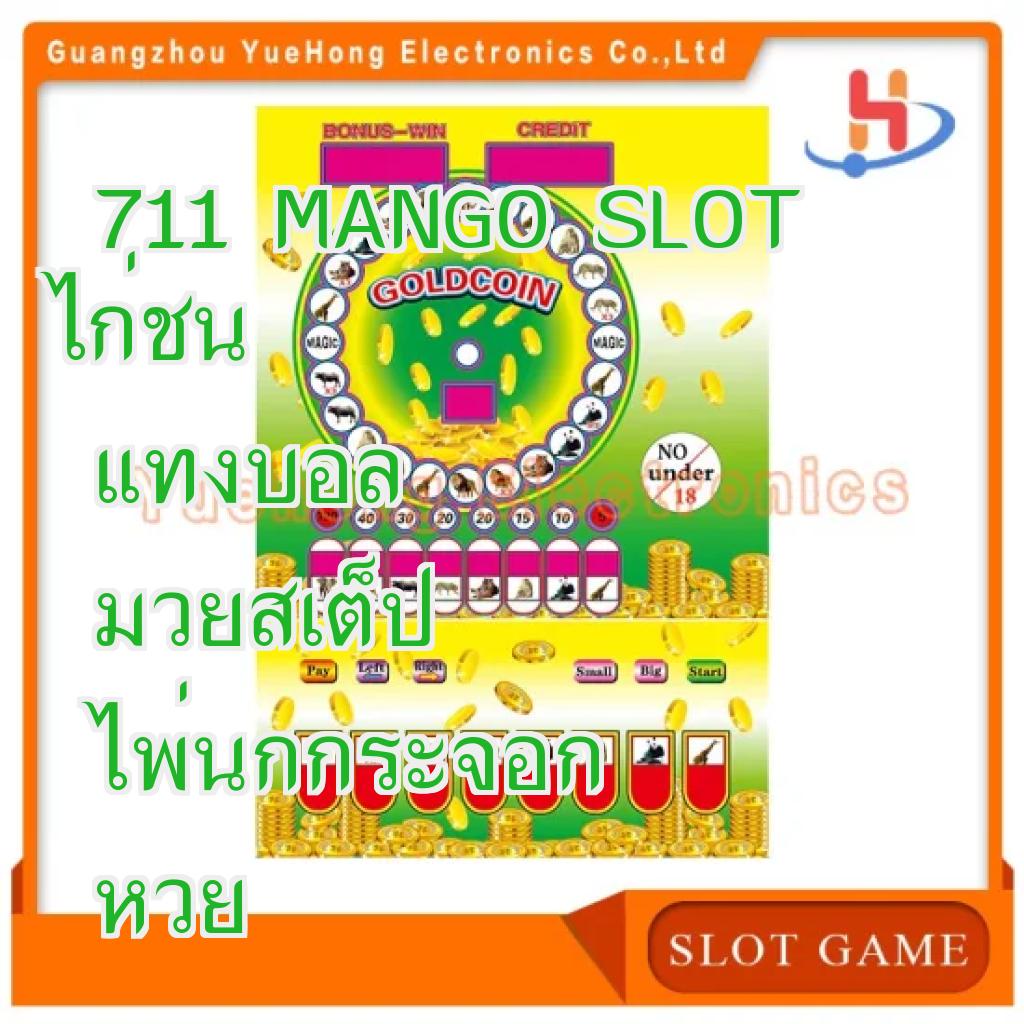 Guangzhou YueHong Electronics Co.,Ltd
BONUS-WIN CREDIT
711 MANGO SLOT
GOLDCOIN
ไก่ชน
MAGIC MAGIC
แทงบอล
NO
under
18
40 30 20 20 15 10 5
มวยสเต็ป
Pay Left Right Small Big Start
ไพ่นกกระจอก
หวย
SLOT GAME